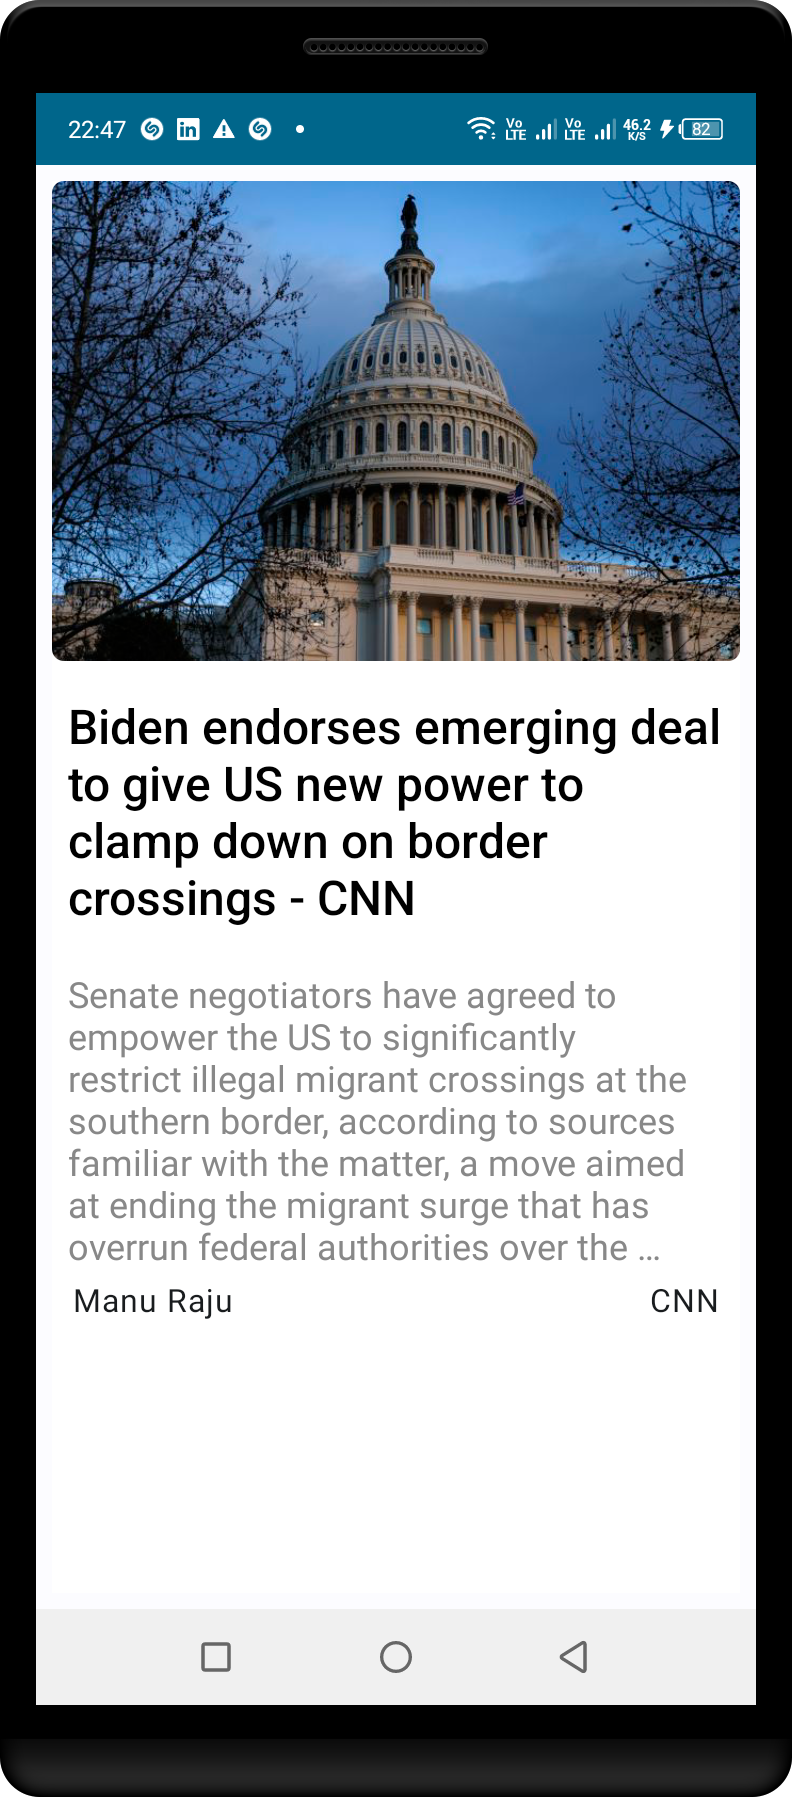 22:47 in Vo LTE Vo LTE 46.2 K/S 82
Biden endorses emerging deal
to give US new power to
clamp down on border
crossings - CNN
Senate negotiators have agreed to
empower the US to significantly
restrict illegal migrant crossings at the
southern border, according to sources
familiar with the matter, a move aimed
at ending the migrant surge that has
overrun federal authorities over the …
Manu Raju CNN